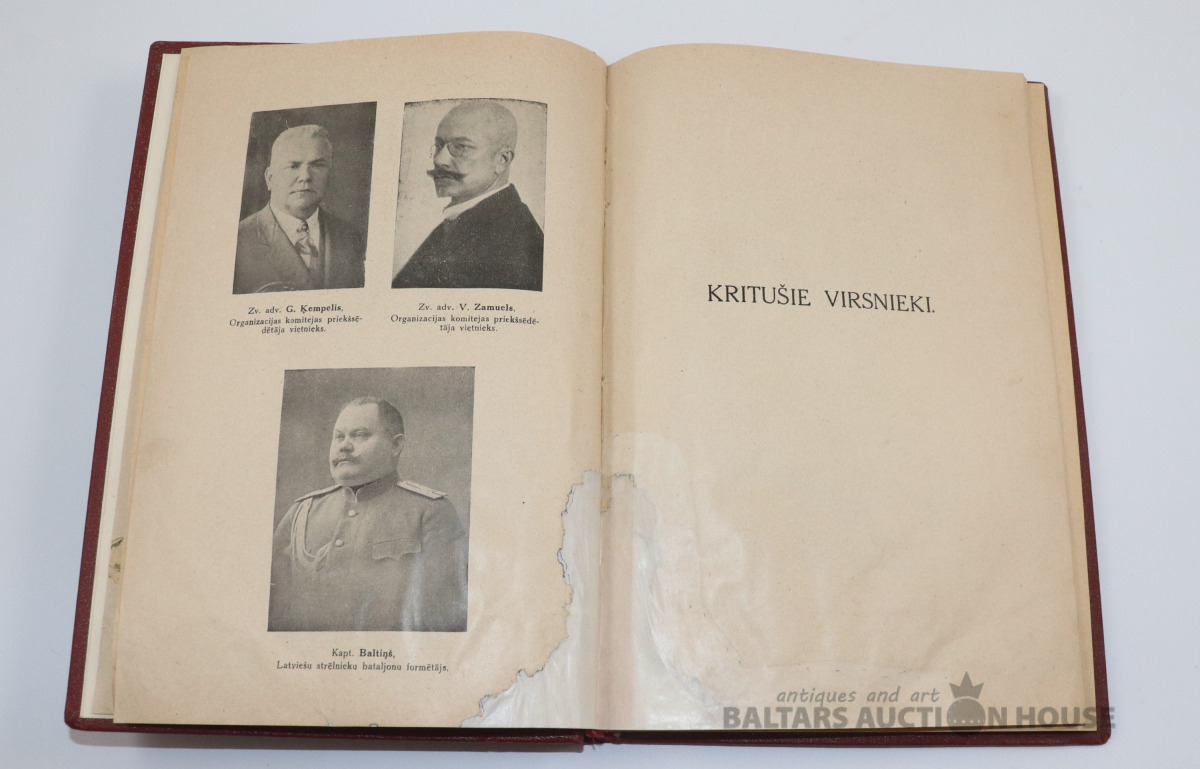 Zv. adv. G. Ķempelis,
Organizacijas komitejas priekšsē-
dētāja vietnieks.
Zv. adv. V. Zamuels,
Organizacijas komitejas priekšsēdē-
tāja vietnieks.
Kapt. Baltiņš,
Latviešu strēlnieku bataljonu formētājs.
KRITUŠIE VIRSNIEKI.
antiques and art
BALTARS AUCTION HOUSE